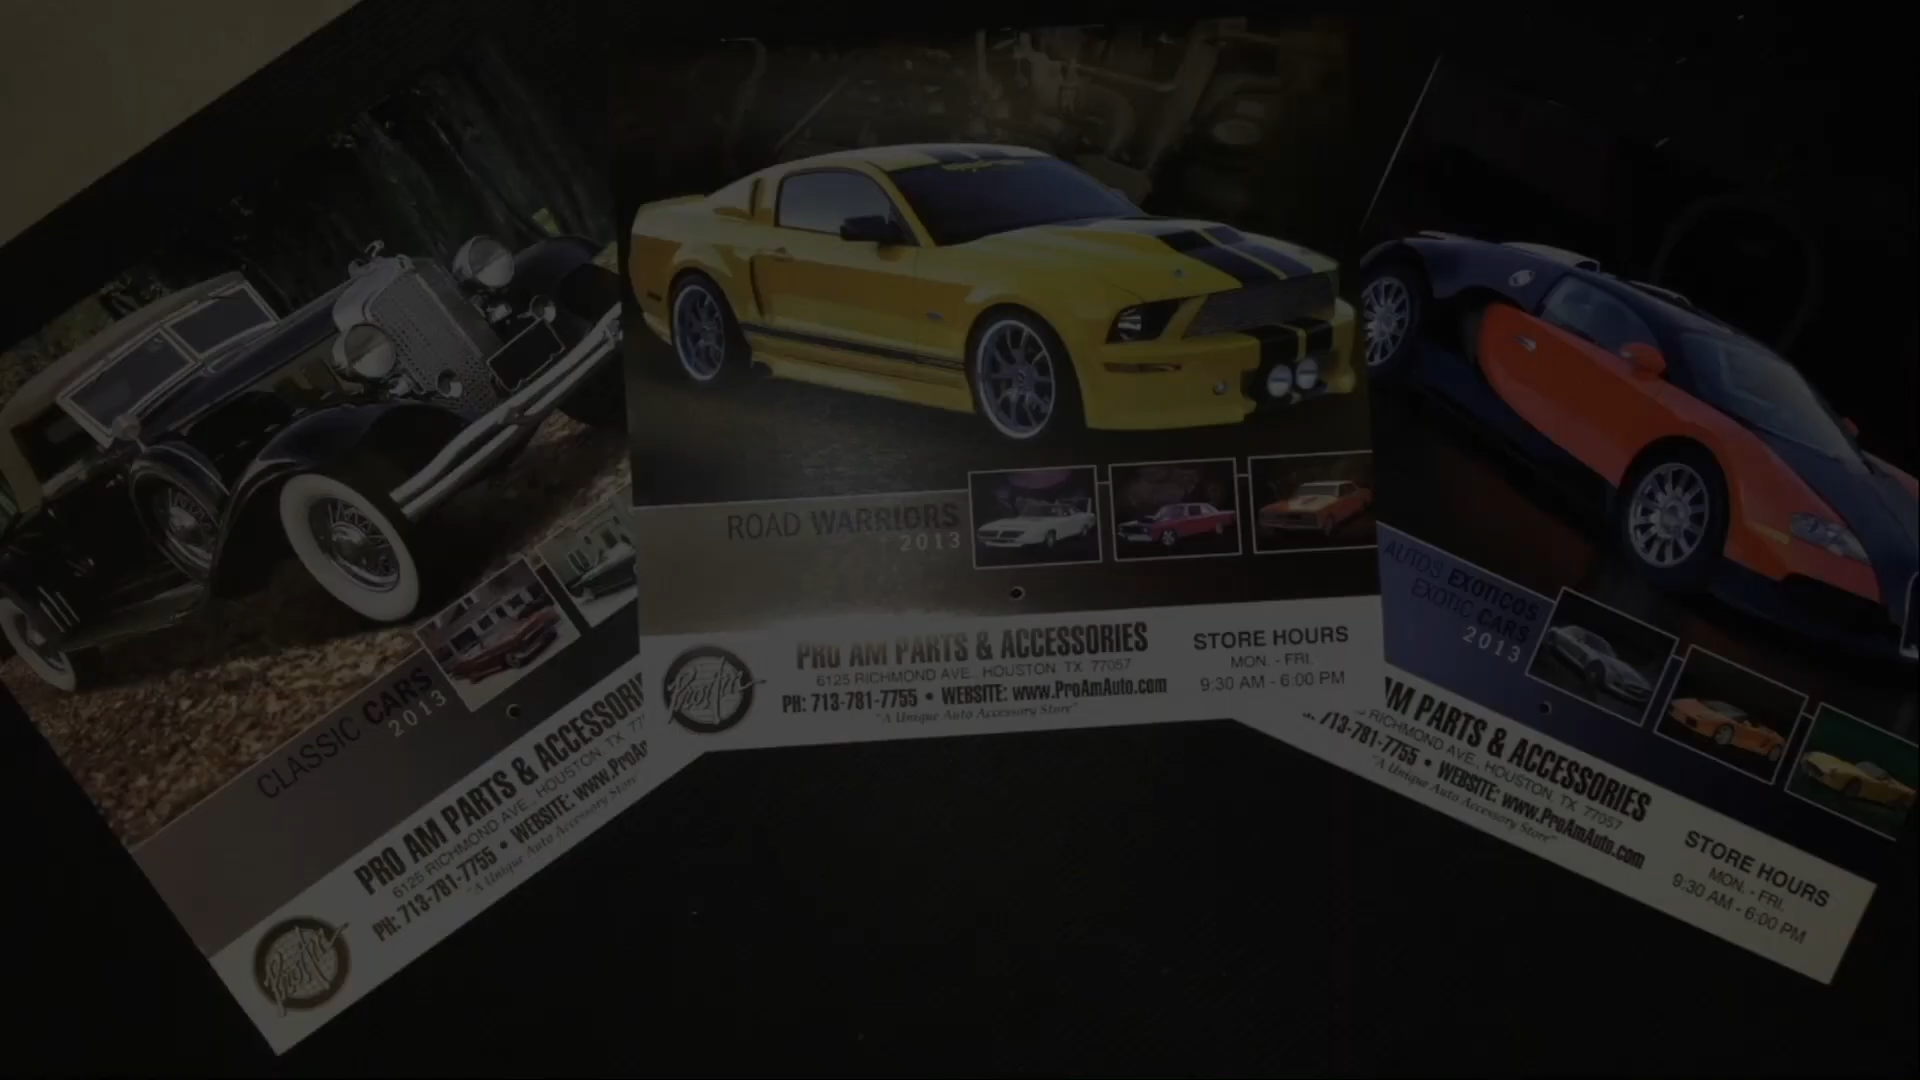 CLASSIC CARS
2013
PRO AM PARTS & ACCESSORI
6125 RICHMOND AVE., HOUSTON, TX 77
PH: 713-781-7755 • WEBSITE: www.ProA
"A Unique Auto Accessory Store"
ROAD WARRIORS
2013
PRO AM PARTS & ACCESSORIES
6125 RICHMOND AVE., HOUSTON, TX 77057
PH: 713-781-7755 • WEBSITE: www.ProAmAuto.com
"A Unique Auto Accessory Store"
STORE HOURS
MON. - FRI.
9:30 AM - 6:00 PM
AUTOS EXOTICOS
EXOTIC CARS
2013
AM PARTS & ACCESSORIES
RICHMOND AVE., HOUSTON, TX 77057
713-781-7755 • WEBSITE: www.ProAmAuto.com
"A Unique Auto Accessory Store"
STORE HOURS
MON. - FRI.
9:30 AM - 6:00 PM